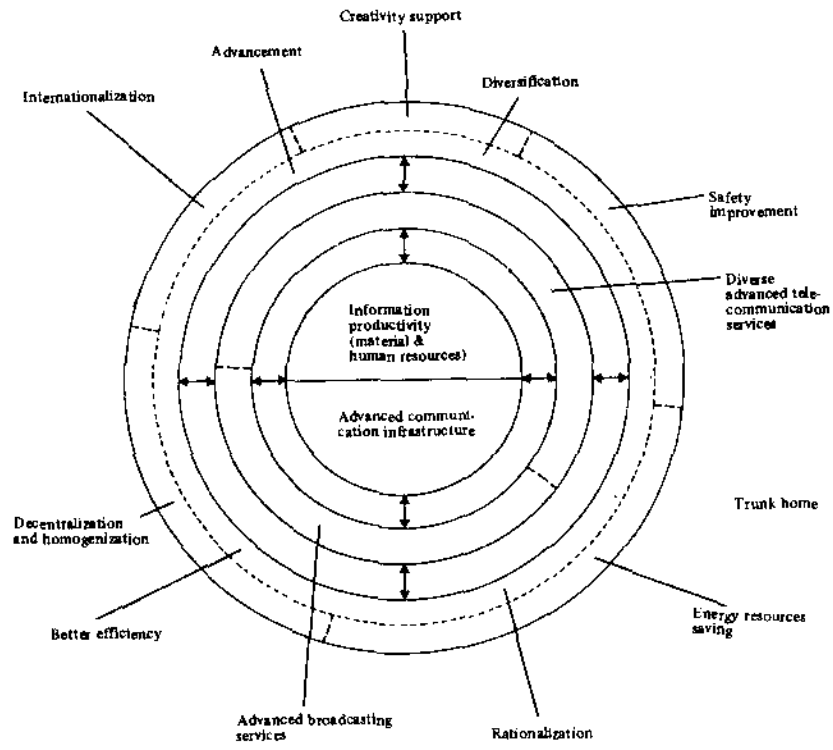 Creativity support
Advancement
Diversification
Internationalization
Safety
improvement
Diverse
advanced tele-
communication
services
Information
productivity
(material &
human resources)
Advanced communi-
cation infrastructure
Decentralization
and homogenization
Trunk home
Better efficiency
Energy resources
saving
Advanced broadcasting
services
Rationalization